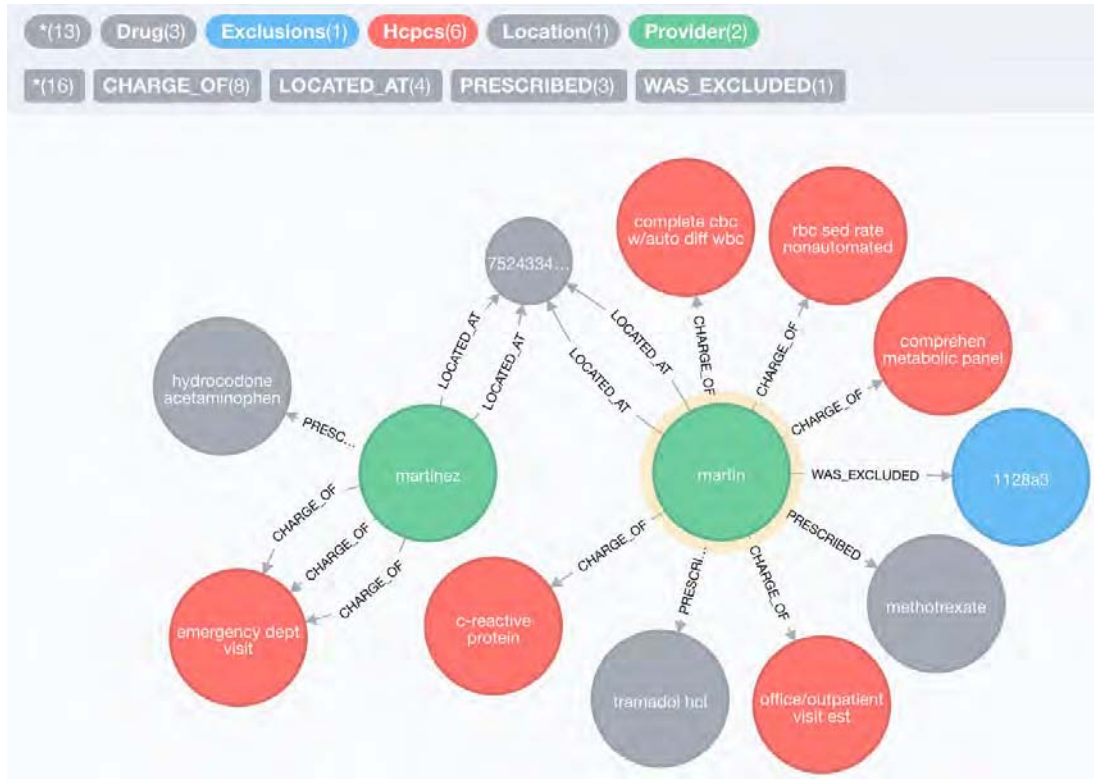 *(13) Drug(3) Exclusions(1) Hcpcs(6) Location(1) Provider(2)
*(16) CHARGE_OF(8) LOCATED_AT(4) PRESCRIBED(3) WAS_EXCLUDED(1)
complete cbc
w/auto diff wbc
rbc sed rate
nonautomated
7524334...
comprehen
metabolic panel
hydrocodone
acetaminophen
LOCATED_AT
LOCATED_AT
LOCATED_AT
LOCATED_AT
CHARGE_OF
CHARGE_OF
CHARGE_OF
PRESC...
martinez
martin
WAS_EXCLUDED
1128a3
CHARGE_OF
CHARGE_OF
CHARGE_OF
CHARGE_OF
PRESCRI...
CHARGE_OF
PRESCRIBED
methotrexate
emergency dept
visit
c-reactive
protein
tramadol hcl
office/outpatient
visit est